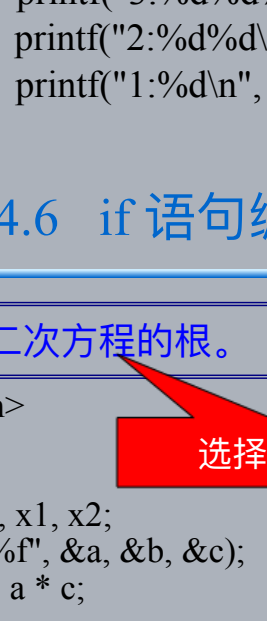 printf("2:%d%d\
printf("1:%d\n",
4.6 if 语句编
二次方程的根。
h>
选择
, x1, x2;
%f", &a, &b, &c);
a * c;